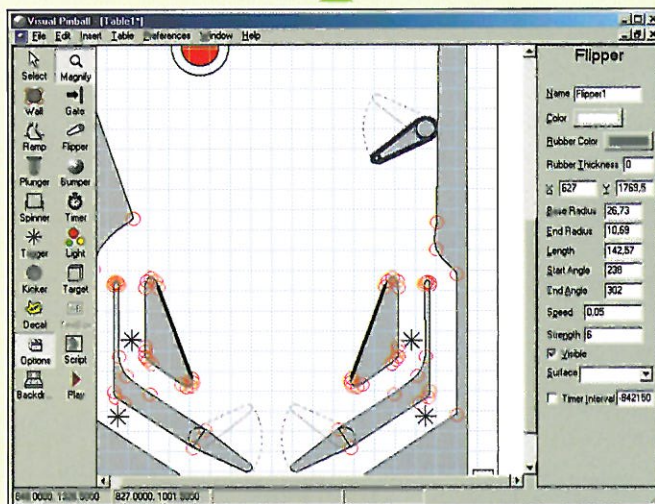 Visual Pinball - [Table1*]
File Edit Insert Table Preferences Window Help
Select Magnify
Wall Gate
Ramp Flipper
Plunger Bumper
Spinner Timer
Trigger Light
Kicker Target
Decal
Options Script
Backdr... Play
Flipper
Name Flipper1
Color
Rubber Color
Rubber Thickness 0
X 627 Y 1769,5
Base Radius 26,73
End Radius 10,69
Length 142,57
Start Angle 238
End Angle 302
Speed 0,05
Strength 6
Visible
Surface
Timer Interval -842150
827.0000, 1001.5000